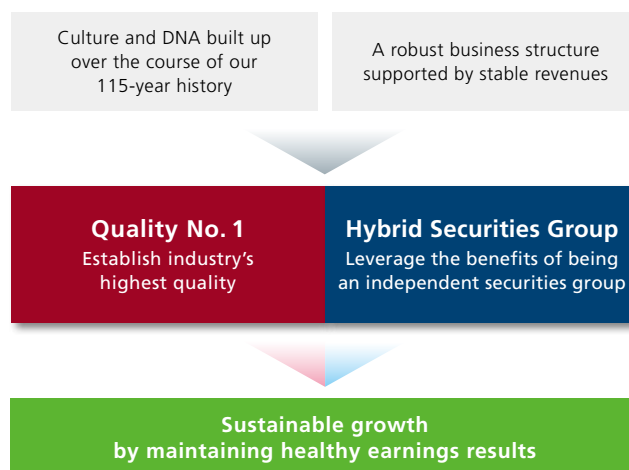 Culture and DNA built up
over the course of our
115-year history
A robust business structure
supported by stable revenues
Quality No. 1
Establish industry's
highest quality
Hybrid Securities Group
Leverage the benefits of being
an independent securities group
Sustainable growth
by maintaining healthy earnings results